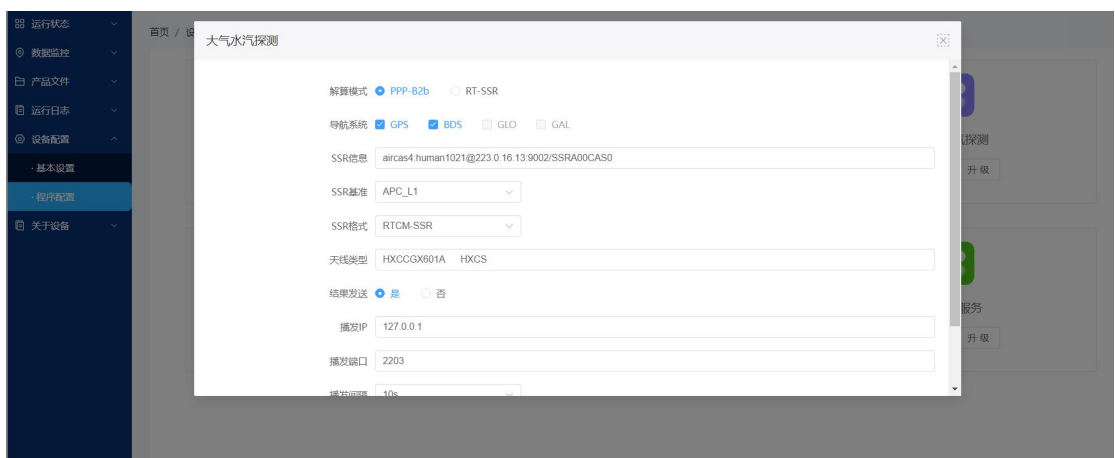 运行状态
数据监控
产品文件
运行日志
设备配置
·基本设置
·程序配置
关于设备
首页 / 设
大气水汽探测
解算模式 PPP-B2b RT-SSR
导航系统 GPS BDS GLO GAL
SSR信息 aircas4:human1021@223.0.16.13:9002/SSRA00CAS0
SSR基准 APC_L1
SSR格式 RTCM-SSR
天线类型 HXCCGX601A HXCS
结果发送 是 否
播发IP 127.0.0.1
播发端口 2203
播发间隔 10s
探测
升级
服务
升级